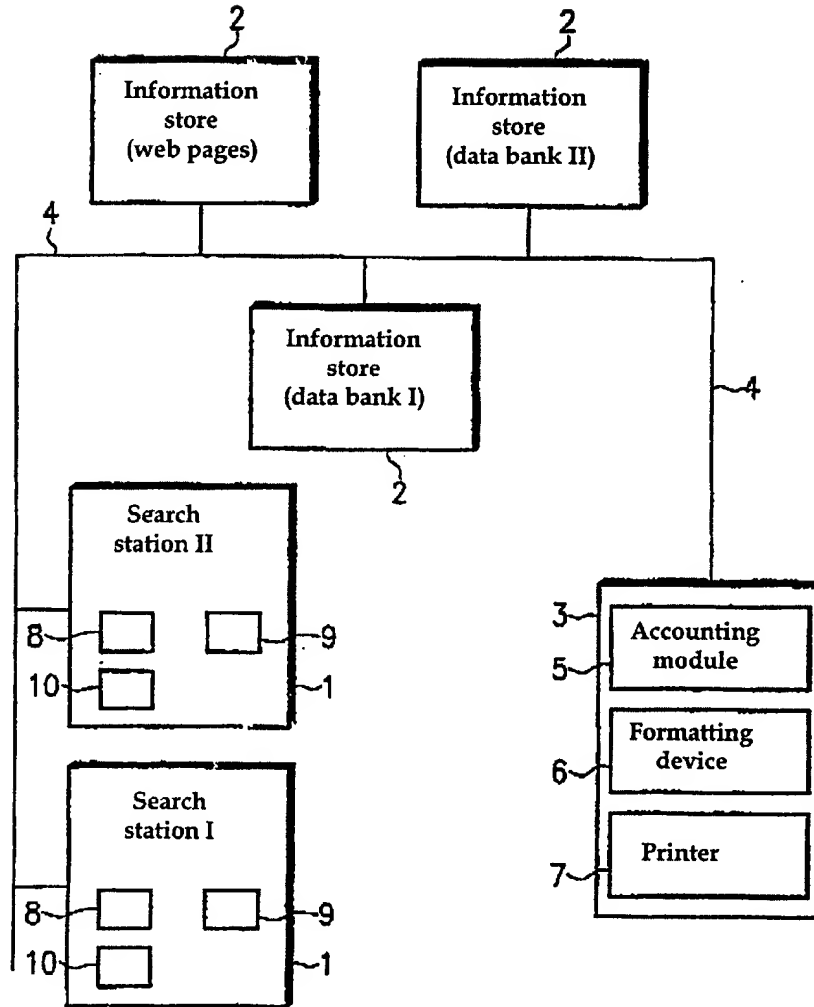 2
2
Information
store
(web pages)
Information
store
(data bank II)
4
Information
store
(data bank I)
4
2
Search
station II
8
9
10
1
3
Accounting
module
5
Formatting
device
6
Printer
7
Search
station I
8
9
10
1